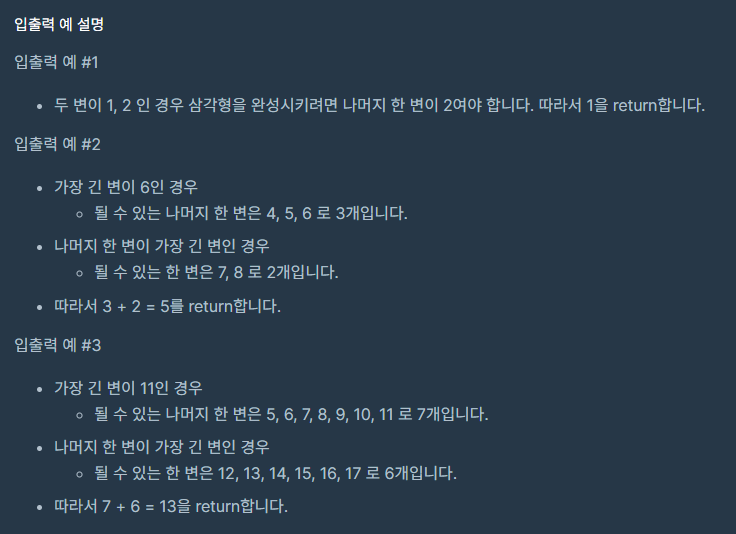 입출력 예 설명
입출력 예 #1
두 변이 1, 2 인 경우 삼각형을 완성시키려면 나머지 한 변이 2여야 합니다. 따라서 1을 return합니다.
입출력 예 #2
가장 긴 변이 6인 경우
될 수 있는 나머지 한 변은 4, 5, 6 로 3개입니다.
나머지 한 변이 가장 긴 변인 경우
될 수 있는 한 변은 7, 8 로 2개입니다.
따라서 3 + 2 = 5를 return합니다.
입출력 예 #3
가장 긴 변이 11인 경우
될 수 있는 나머지 한 변은 5, 6, 7, 8, 9, 10, 11 로 7개입니다.
나머지 한 변이 가장 긴 변인 경우
될 수 있는 한 변은 12, 13, 14, 15, 16, 17 로 6개입니다.
따라서 7 + 6 = 13을 return합니다.